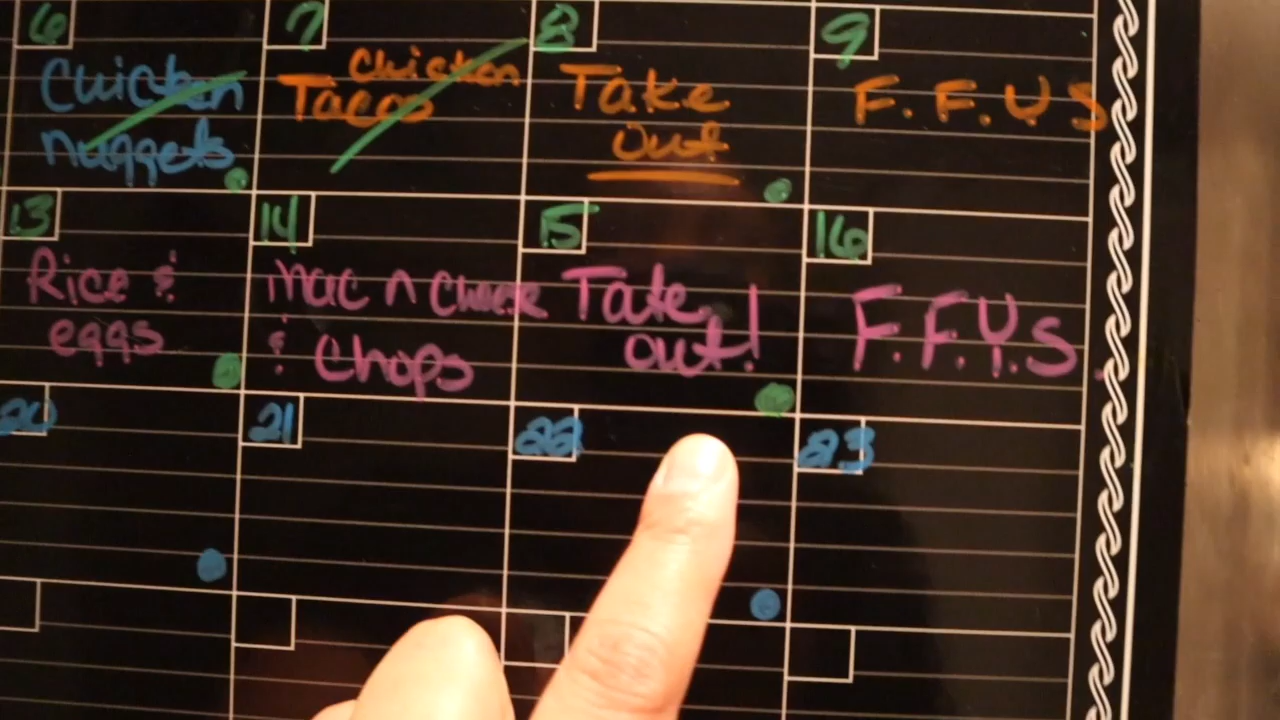 6
Chicken
nuggets
7
Chicken
Tacos
8
Take
Out
9
F.F.Y.S
13
Rice &
eggs
14
Mac n Cheese
& Chops
15
Take
out!
16
F.F.Y.S.
20
21
22
23